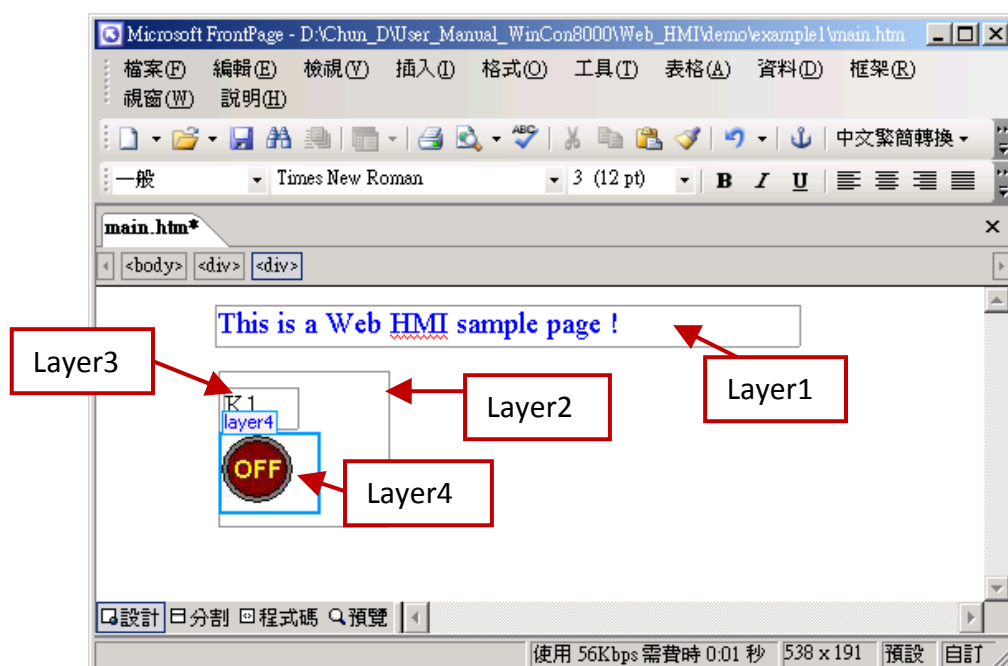 Microsoft FrontPage - D:\Chun_D\User_Manual_WinCon8000\Web_HMI\demo\example1\main.htm
檔案(F) 編輯(E) 檢視(V) 插入(I) 格式(O) 工具(T) 表格(A) 資料(D) 框架(R)
視窗(W) 說明(H)
ABC 中文繁簡轉換
一般 Times New Roman 3 (12 pt) B I U
main.htm*
<body> <div> <div>
This is a Web HMI sample page !
Layer3
Layer1
Layer2
K1
layer4
OFF
Layer4
設計 分割 程式碼 預覽
使用 56Kbps 需費時 0:01 秒 538 x 191 預設 自訂